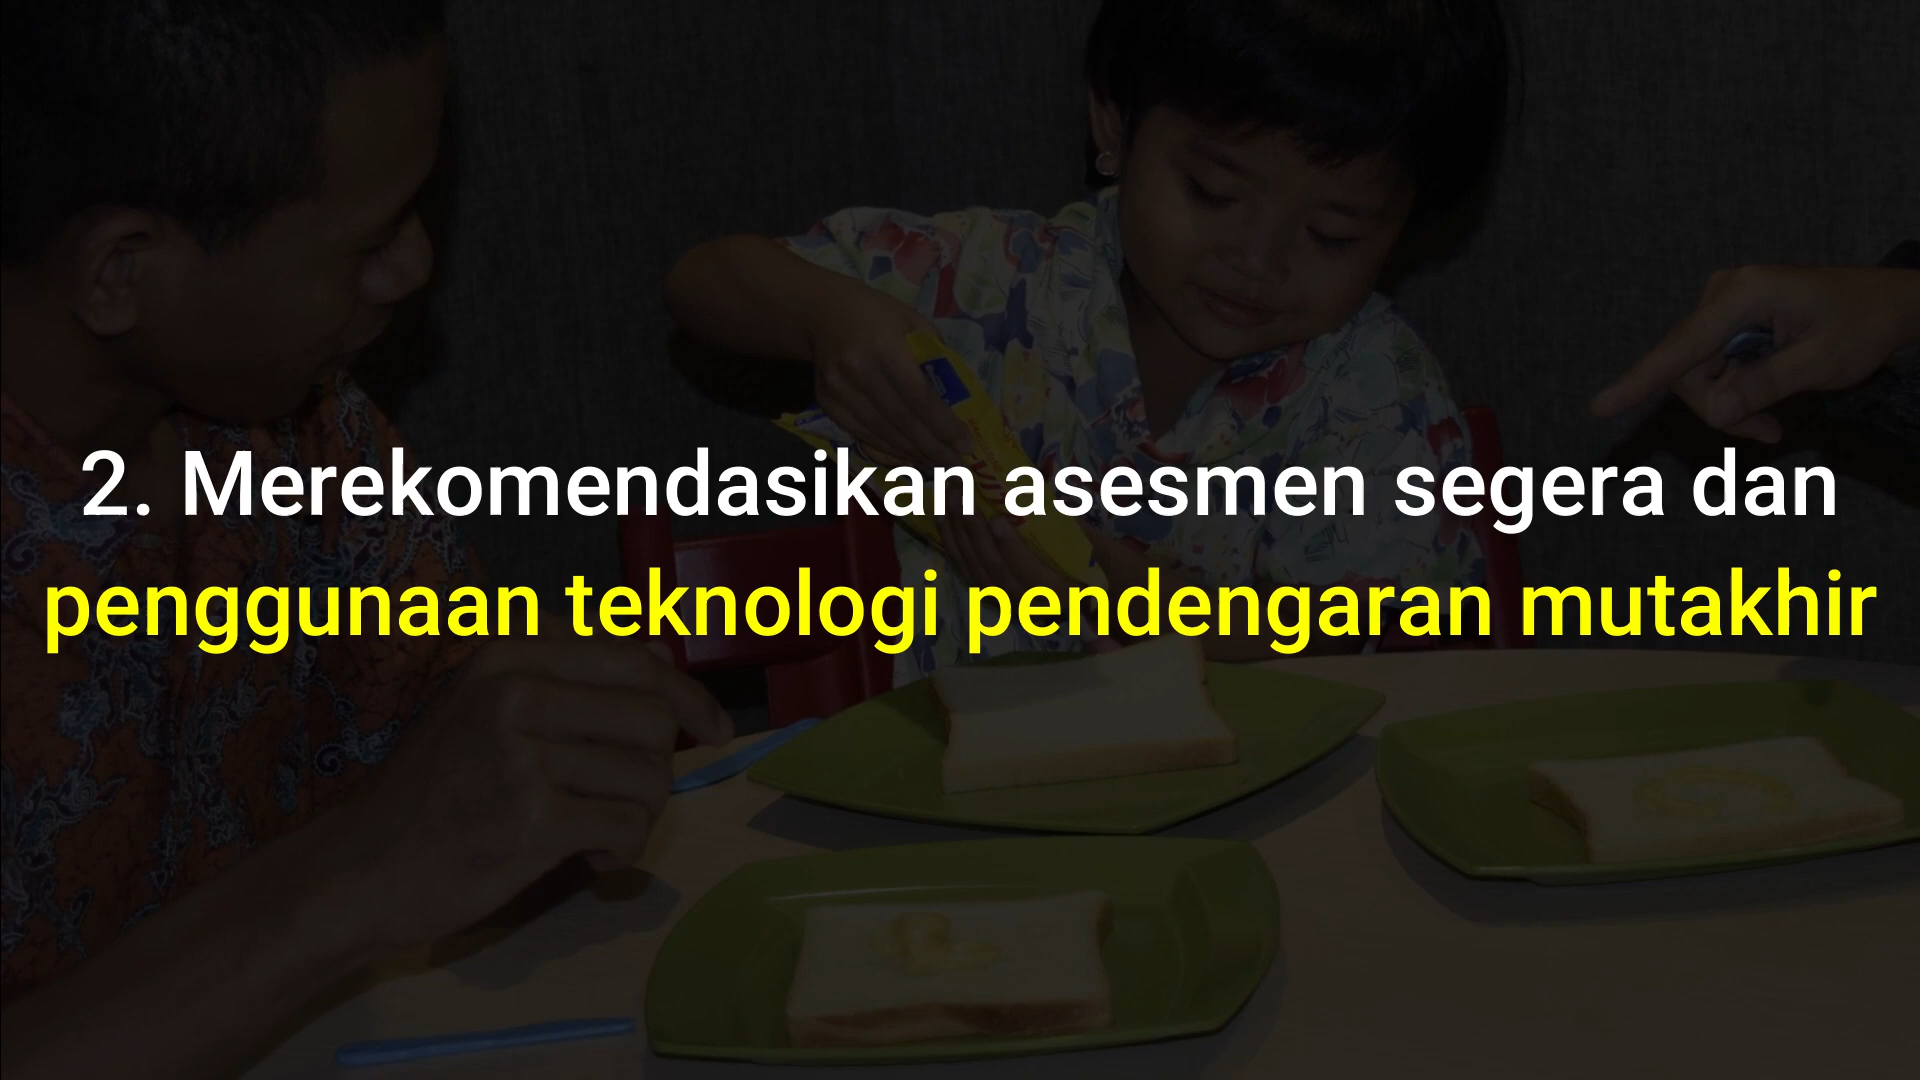 2. Merekomendasikan asesmen segera dan
penggunaan teknologi pendengaran mutakhir